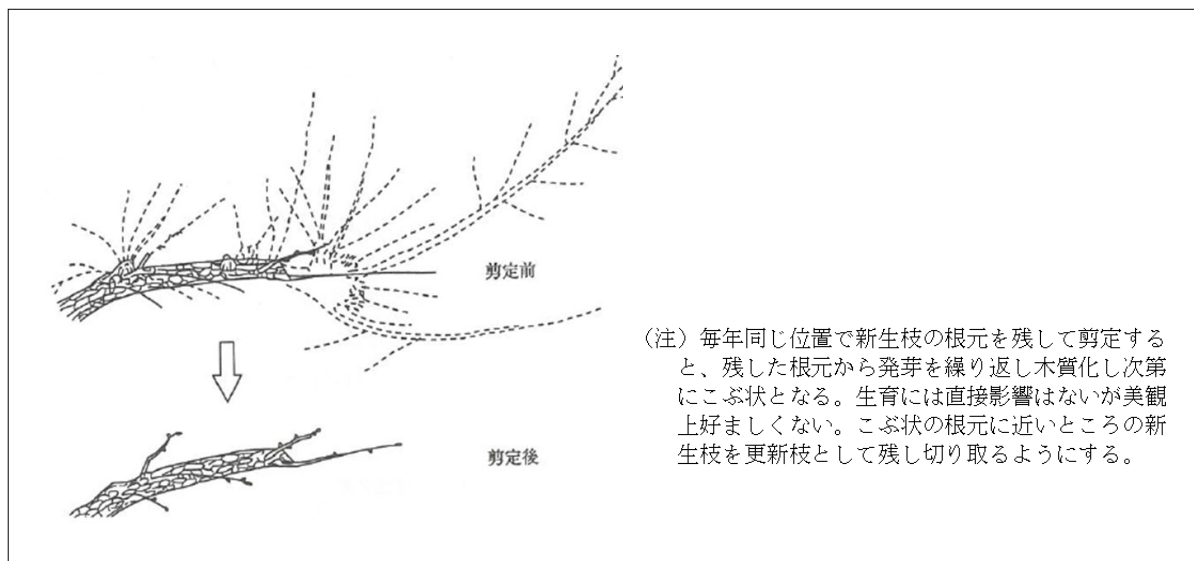 剪定前
剪定後
（注）毎年同じ位置で新生枝の根元を残して剪定する
と、残した根元から発芽を繰り返し木質化し次第
にこぶ状となる。生育には直接影響はないが美観
上好ましくない。こぶ状の根元に近いところの新
生枝を更新枝として残し切り取るようにする。